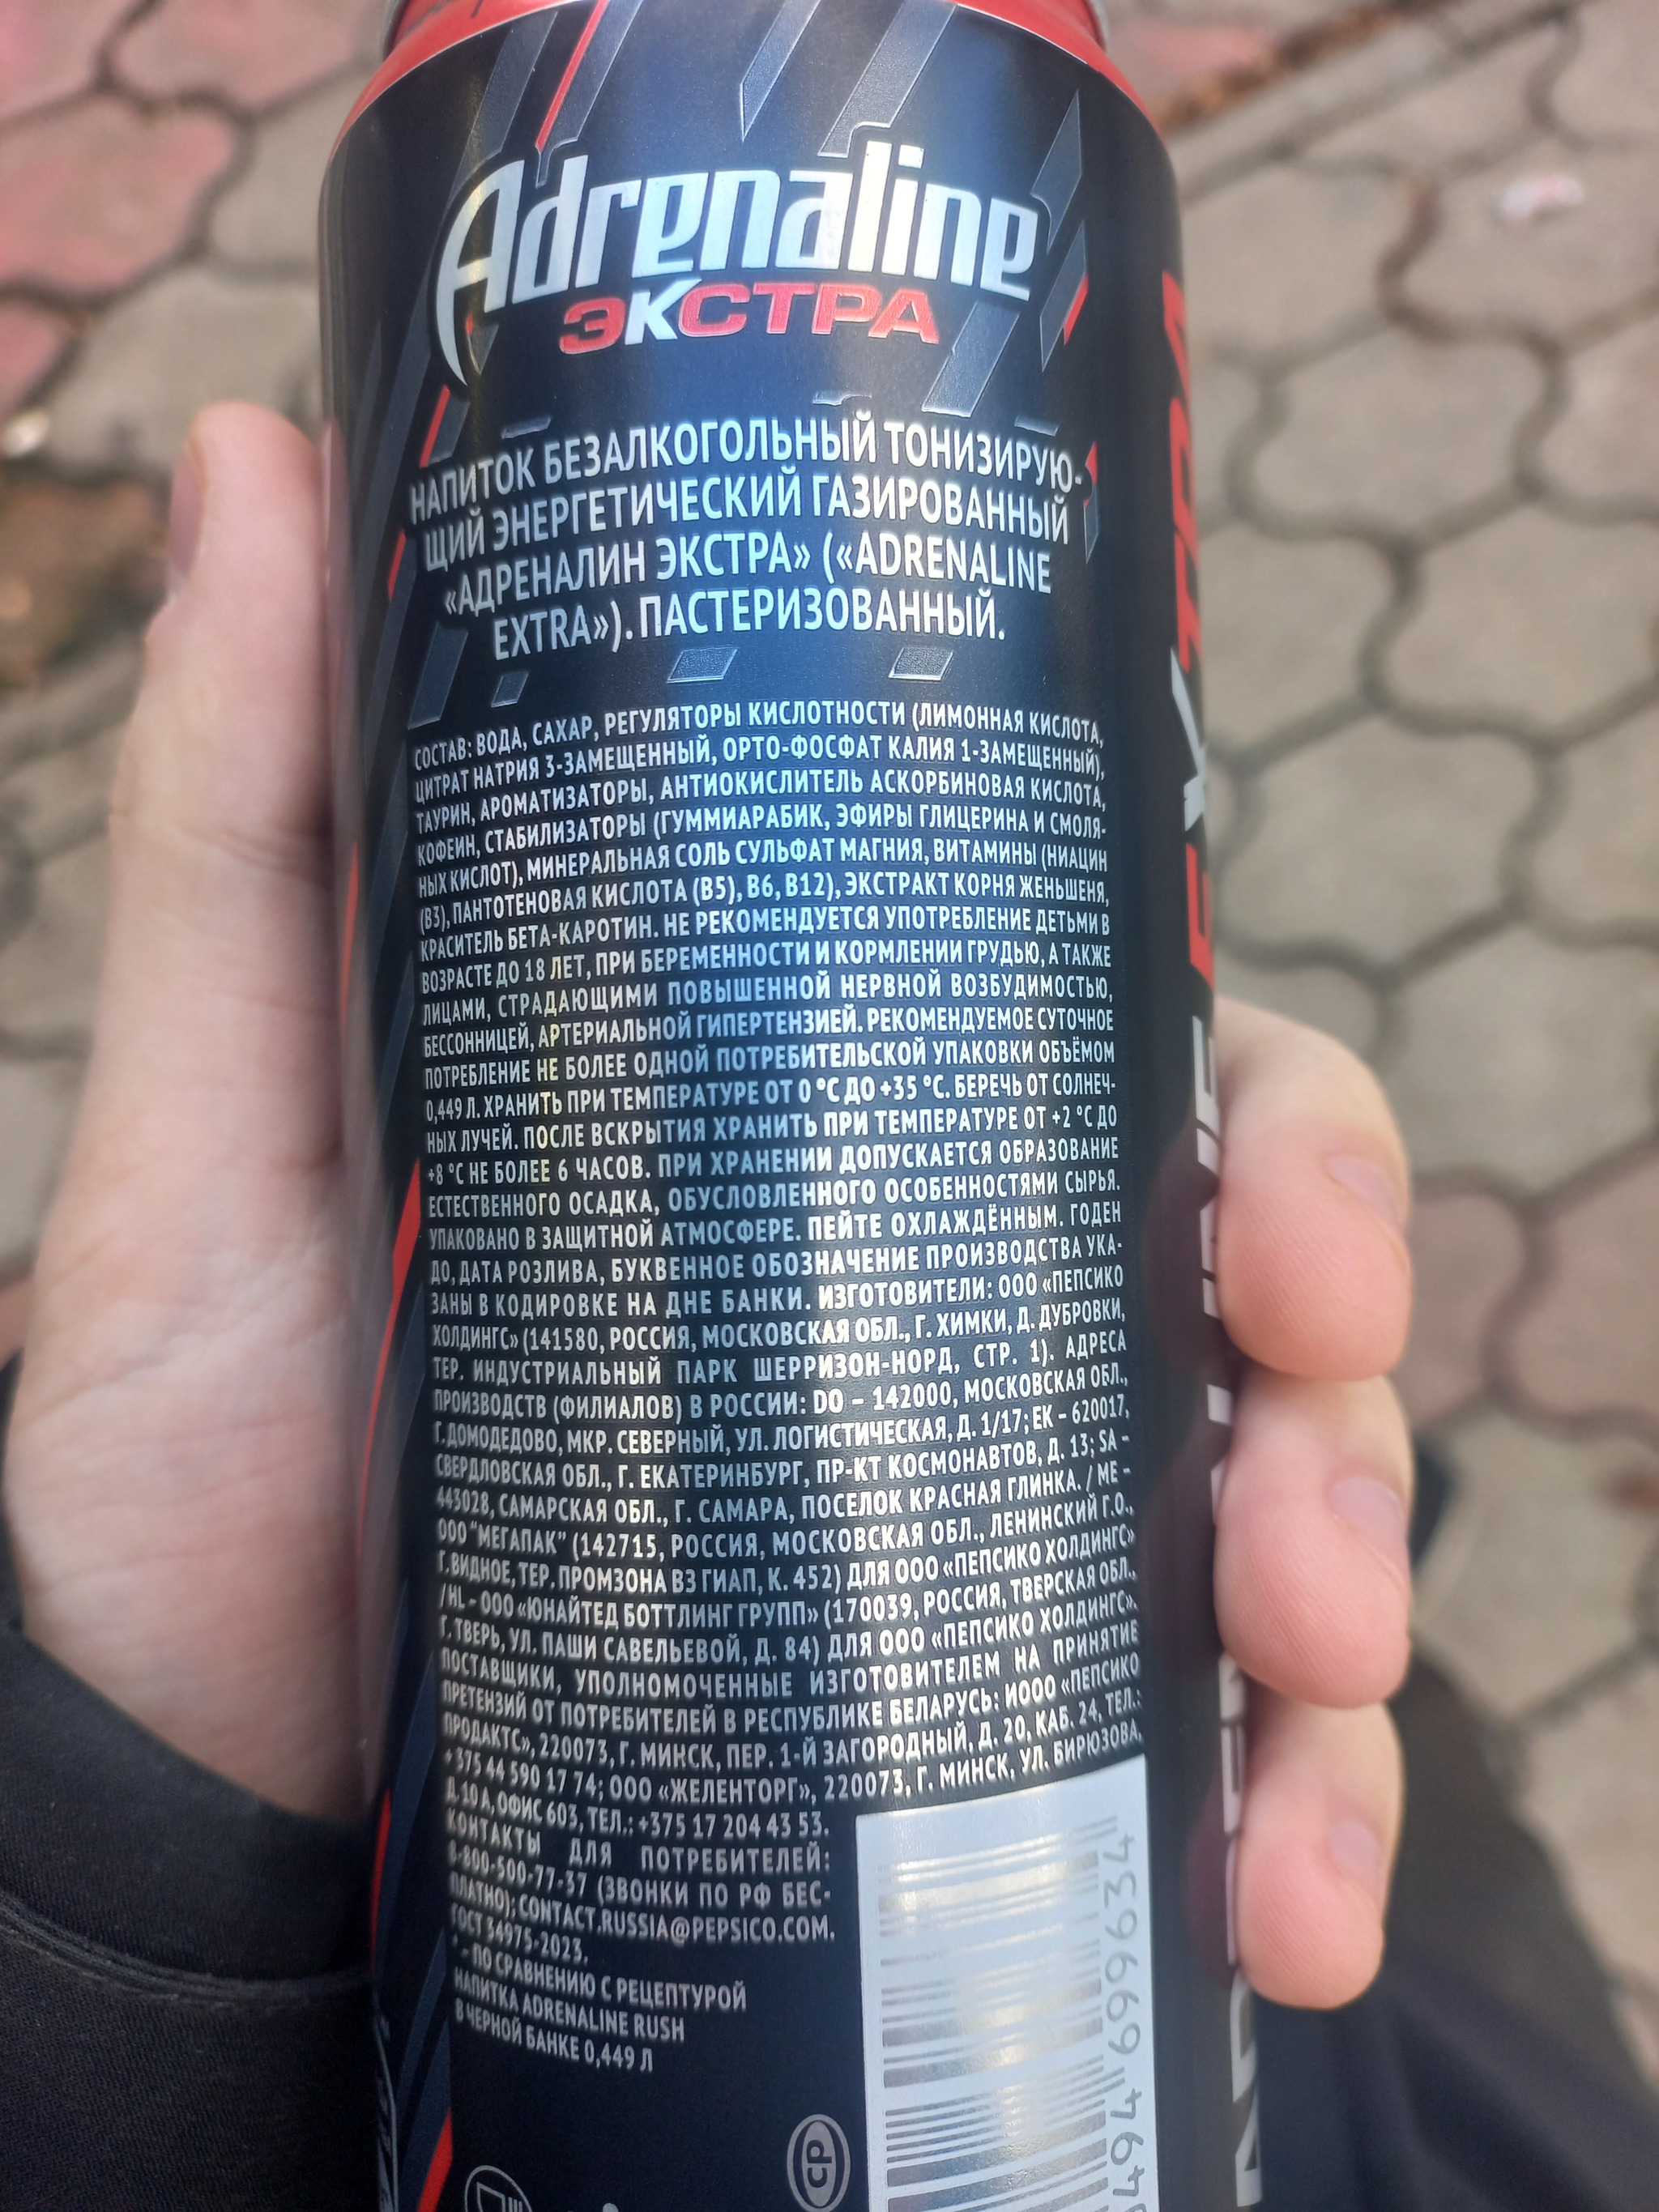 Adrenaline
ЭКСТРА
НАПИТОК БЕЗАЛКОГОЛЬНЫЙ ТОНИЗИРУЮ-
ЩИЙ ЭНЕРГЕТИЧЕСКИЙ ГАЗИРОВАННЫЙ
«АДРЕНАЛИН ЭКСТРА» («ADRENALINE
EXTRA»). ПАСТЕРИЗОВАННЫЙ.
СОСТАВ: ВОДА, САХАР, РЕГУЛЯТОРЫ КИСЛОТНОСТИ (ЛИМОННАЯ КИСЛОТА,
ЦИТРАТ НАТРИЯ 3-ЗАМЕЩЕННЫЙ, ОРТО-ФОСФАТ КАЛИЯ 1-ЗАМЕЩЕННЫЙ),
ТАУРИН, АРОМАТИЗАТОРЫ, АНТИОКИСЛИТЕЛЬ АСКОРБИНОВАЯ КИСЛОТА,
КОФЕИН, СТАБИЛИЗАТОРЫ (ГУММИАРАБИК, ЭФИРЫ ГЛИЦЕРИНА И СМОЛЯ-
НЫХ КИСЛОТ), МИНЕРАЛЬНАЯ СОЛЬ СУЛЬФАТ МАГНИЯ, ВИТАМИНЫ (НИАЦИН
(B3), ПАНТОТЕНОВАЯ КИСЛОТА (B5), B6, B12), ЭКСТРАКТ КОРНЯ ЖЕНЬШЕНЯ,
КРАСИТЕЛЬ БЕТА-КАРОТИН. НЕ РЕКОМЕНДУЕТСЯ УПОТРЕБЛЕНИЕ ДЕТЬМИ В
ВОЗРАСТЕ ДО 18 ЛЕТ, ПРИ БЕРЕМЕННОСТИ И КОРМЛЕНИИ ГРУДЬЮ, А ТАКЖЕ
ЛИЦАМИ, СТРАДАЮЩИМИ ПОВЫШЕННОЙ НЕРВНОЙ ВОЗБУДИМОСТЬЮ,
БЕССОННИЦЕЙ, АРТЕРИАЛЬНОЙ ГИПЕРТЕНЗИЕЙ. РЕКОМЕНДУЕМОЕ СУТОЧНОЕ
ПОТРЕБЛЕНИЕ НЕ БОЛЕЕ ОДНОЙ ПОТРЕБИТЕЛЬСКОЙ УПАКОВКИ ОБЪЁМОМ
0,449 Л. ХРАНИТЬ ПРИ ТЕМПЕРАТУРЕ ОТ 0 °C ДО +35 °C. БЕРЕЧЬ ОТ СОЛНЕЧ-
НЫХ ЛУЧЕЙ. ПОСЛЕ ВСКРЫТИЯ ХРАНИТЬ ПРИ ТЕМПЕРАТУРЕ ОТ +2 °C ДО
+8 °C НЕ БОЛЕЕ 6 ЧАСОВ. ПРИ ХРАНЕНИИ ДОПУСКАЕТСЯ ОБРАЗОВАНИЕ
ЕСТЕСТВЕННОГО ОСАДКА, ОБУСЛОВЛЕННОГО ОСОБЕННОСТЯМИ СЫРЬЯ.
УПАКОВАНО В ЗАЩИТНОЙ АТМОСФЕРЕ. ПЕЙТЕ ОХЛАЖДЁННЫМ. ГОДЕН
ДО, ДАТА РОЗЛИВА, БУКВЕННОЕ ОБОЗНАЧЕНИЕ ПРОИЗВОДСТВА УКА-
ЗАНЫ В КОДИРОВКЕ НА ДНЕ БАНКИ. ИЗГОТОВИТЕЛИ: ООО «ПЕПСИКО
ХОЛДИНГС» (141580, РОССИЯ, МОСКОВСКАЯ ОБЛ., Г. ХИМКИ, Д. ДУБРОВКИ,
ТЕР. ИНДУСТРИАЛЬНЫЙ ПАРК ШЕРРИЗОН-НОРД, СТР. 1). АДРЕСА
ПРОИЗВОДСТВ (ФИЛИАЛОВ) В РОССИИ: DO – 142000, МОСКОВСКАЯ ОБЛ.,
Г. ДОМОДЕДОВО, МКР. СЕВЕРНЫЙ, УЛ. ЛОГИСТИЧЕСКАЯ, Д. 1/17; EK – 620017,
СВЕРДЛОВСКАЯ ОБЛ., Г. ЕКАТЕРИНБУРГ, ПР-КТ КОСМОНАВТОВ, Д. 13; SA –
443028, САМАРСКАЯ ОБЛ., Г. САМАРА, ПОСЕЛОК КРАСНАЯ ГЛИНКА. / ME –
ООО "МЕГАПАК" (142715, РОССИЯ, МОСКОВСКАЯ ОБЛ., ЛЕНИНСКИЙ Г.О.,
Г. ВИДНОЕ, ТЕР. ПРОМЗОНА ВЗ ГИАП, К. 452) ДЛЯ ООО «ПЕПСИКО ХОЛДИНГС»
/ HL – ООО «ЮНАЙТЕД БОТТЛИНГ ГРУПП» (170039, РОССИЯ, ТВЕРСКАЯ ОБЛ.,
Г. ТВЕРЬ, УЛ. ПАШИ САВЕЛЬЕВОЙ, Д. 84) ДЛЯ ООО «ПЕПСИКО ХОЛДИНГС».
ПОСТАВЩИКИ, УПОЛНОМОЧЕННЫЕ ИЗГОТОВИТЕЛЕМ НА ПРИНЯТИЕ
ПРЕТЕНЗИЙ ОТ ПОТРЕБИТЕЛЕЙ В РЕСПУБЛИКЕ БЕЛАРУСЬ: ИООО «ПЕПСИКО
ПРОДАКТС», 220073, Г. МИНСК, ПЕР. 1-Й ЗАГОРОДНЫЙ, Д. 20, КАБ. 24, ТЕЛ.:
+375 44 590 17 74; ООО «ЖЕЛЕНТОРГ», 220073, Г. МИНСК, УЛ. БИРЮЗОВА,
Д. 10 А, ОФИС 603, ТЕЛ.: +375 17 204 43 53.
КОНТАКТЫ ДЛЯ ПОТРЕБИТЕЛЕЙ:
8-800-500-77-37 (ЗВОНКИ ПО РФ БЕС-
ПЛАТНО); CONTACT.RUSSIA@PEPSICO.COM.
ГОСТ 34975-2023.
* - ПО СРАВНЕНИЮ С РЕЦЕПТУРОЙ
НАПИТКА ADRENALINE RUSH
В ЧЕРНОЙ БАНКЕ 0,449 Л
СР